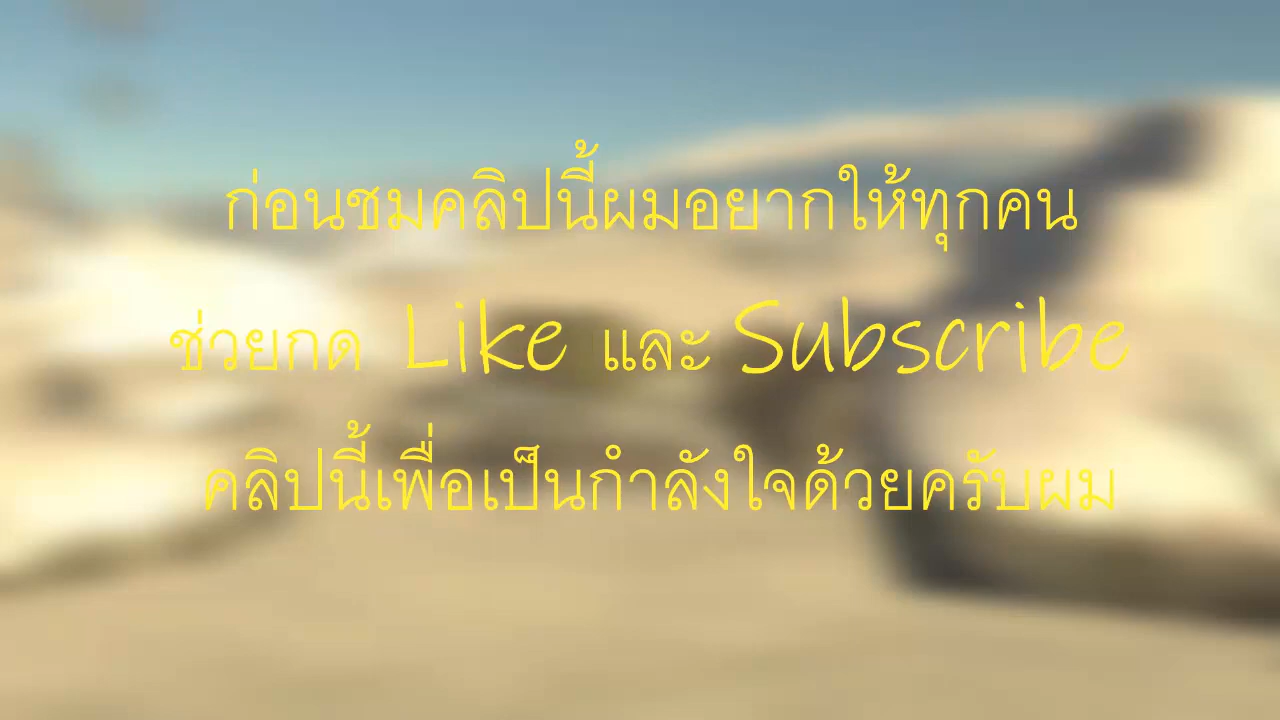 ก่อนชมคลิปนี้ผมอยากให้ทุกคน
ช่วยกด Like และ Subscribe
คลิปนี้เพื่อเป็นกำลังใจด้วยครับผม